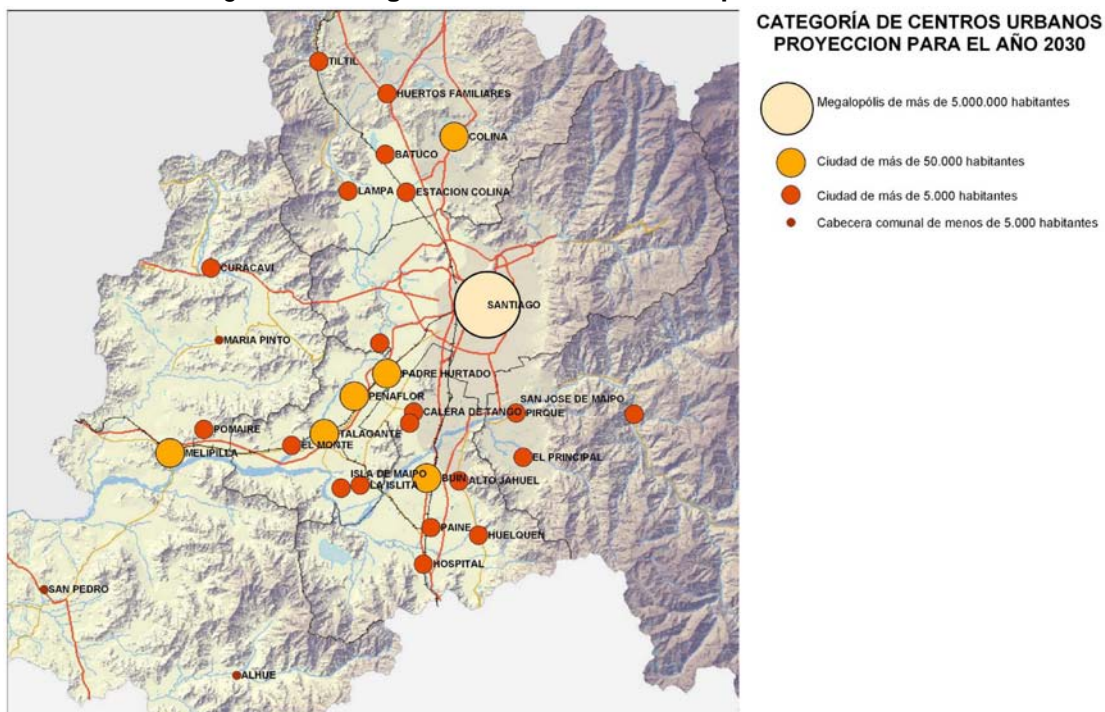 CATEGORÍA DE CENTROS URBANOS
PROYECCION PARA EL AÑO 2030
Megalopólis de más de 5.000.000 habitantes
Ciudad de más de 50.000 habitantes
Ciudad de más de 5.000 habitantes
Cabecera comunal de menos de 5.000 habitantes
TILTIL
HUERTOS FAMILIARES
COLINA
BATUCO
LAMPA
ESTACION COLINA
CURACAVI
SANTIAGO
MARIA PINTO
PADRE HURTADO
PEÑAFLOR
SAN JOSE DE MAIPO
CALERA DE TANGO
PIRQUE
POMAIRE
TALAGANTE
EL MONTE
MELIPILLA
EL PRINCIPAL
ISLA DE MAIPO
BUIN
ALTO JAHUEL
LA ISLITA
PAINE
HUELQUEN
HOSPITAL
SAN PEDRO
ALHUE